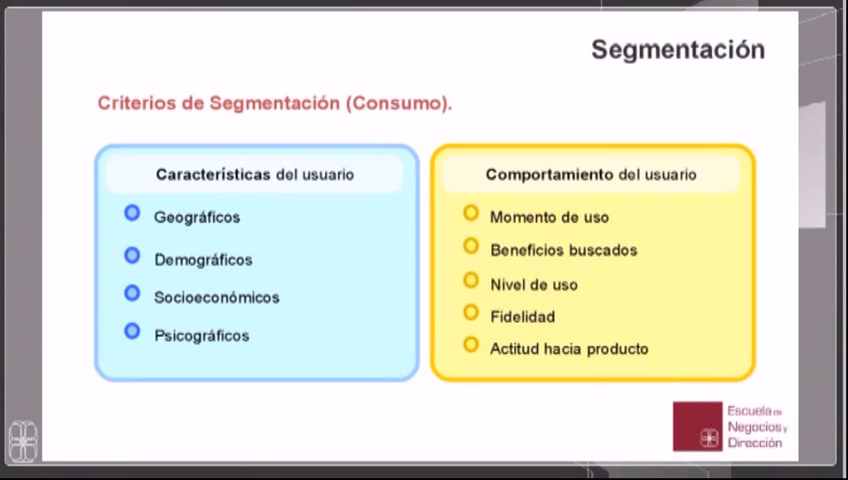 Segmentación
Criterios de Segmentación (Consumo).
Características del usuario
Geográficos
Demográficos
Socioeconómicos
Psicográficos
Comportamiento del usuario
Momento de uso
Beneficios buscados
Nivel de uso
Fidelidad
Actitud hacia producto
Escuela de
Negocios y
Dirección